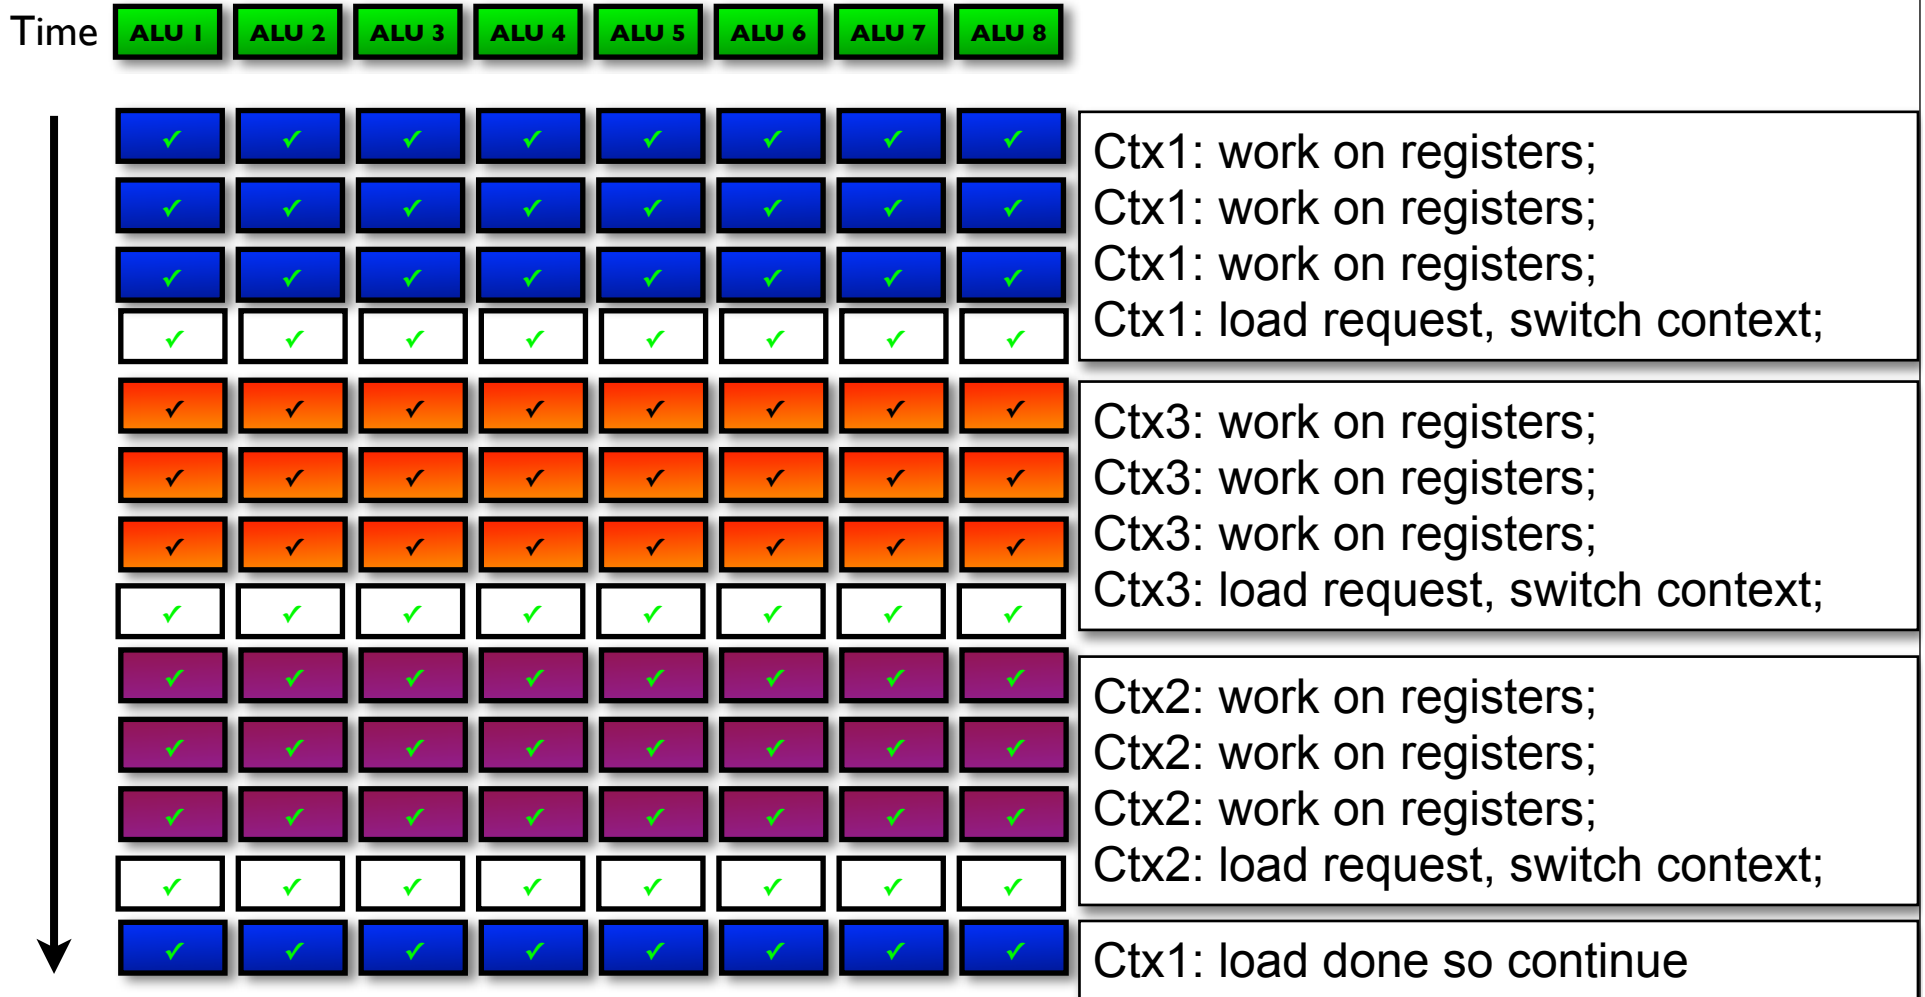 Time ALU 1 ALU 2 ALU 3 ALU 4 ALU 5 ALU 6 ALU 7 ALU 8
Ctx1: work on registers;
Ctx1: work on registers;
Ctx1: work on registers;
Ctx1: load request, switch context;
Ctx3: work on registers;
Ctx3: work on registers;
Ctx3: work on registers;
Ctx3: load request, switch context;
Ctx2: work on registers;
Ctx2: work on registers;
Ctx2: work on registers;
Ctx2: load request, switch context;
Ctx1: load done so continue